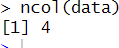 > ncol(data)
[1] 4
>